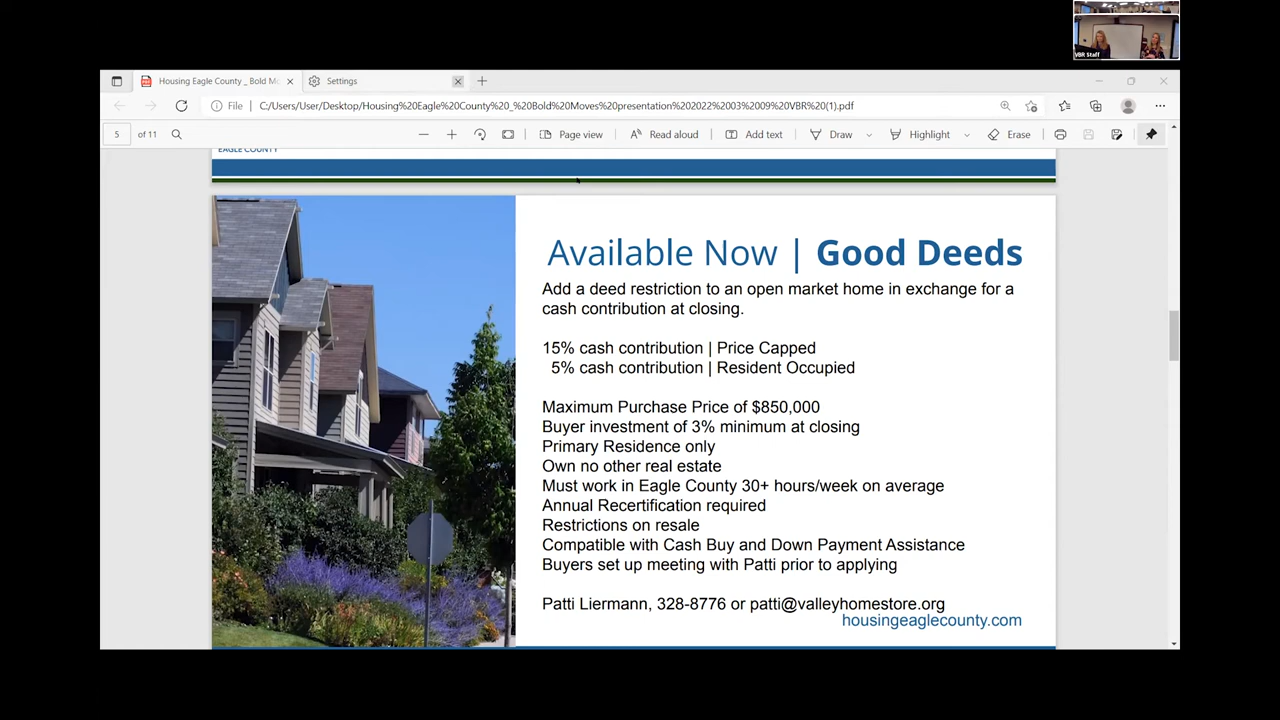 VBR Staff
Housing Eagle County _ Bold Mo
Settings
File
C:/Users/User/Desktop/Housing%20Eagle%20County%20_%20Bold%20Moves%20presentation%202022%2003%2009%20VBR%20(1).pdf
5 of 11
Page view
Read aloud
Add text
Draw
Highlight
Erase
EAGLE COUNTY
Available Now | Good Deeds
Add a deed restriction to an open market home in exchange for a
cash contribution at closing.
15% cash contribution | Price Capped
5% cash contribution | Resident Occupied
Maximum Purchase Price of $850,000
Buyer investment of 3% minimum at closing
Primary Residence only
Own no other real estate
Must work in Eagle County 30+ hours/week on average
Annual Recertification required
Restrictions on resale
Compatible with Cash Buy and Down Payment Assistance
Buyers set up meeting with Patti prior to applying
Patti Liermann, 328-8776 or patti@valleyhomestore.org
housingeaglecounty.com